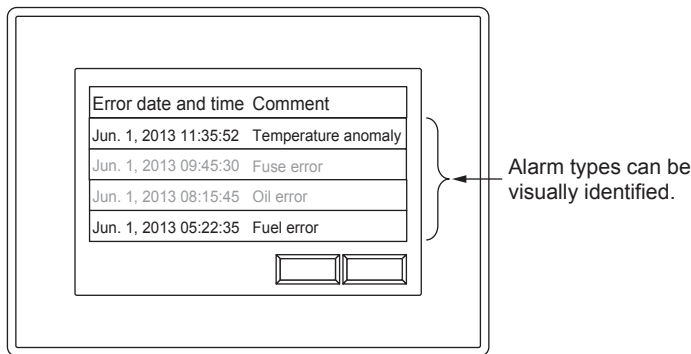 Error date and time Comment
Jun. 1, 2013 11:35:52 Temperature anomaly
Jun. 1, 2013 09:45:30 Fuse error
Jun. 1, 2013 08:15:45 Oil error
Jun. 1, 2013 05:22:35 Fuel error
Alarm types can be
visually identified.